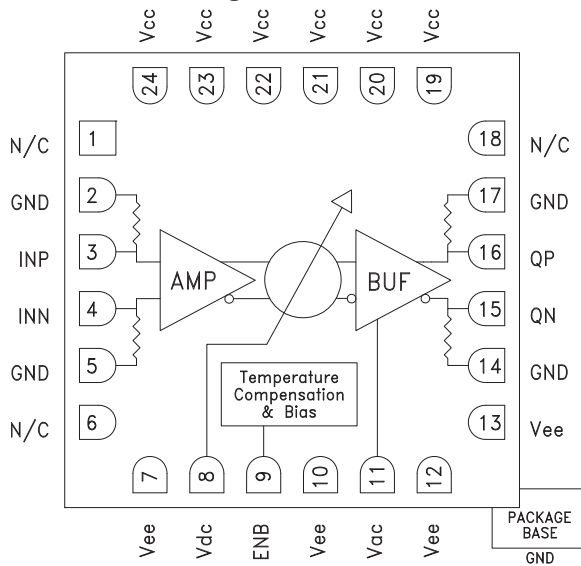 Vcc Vcc Vcc Vcc Vcc Vcc
24 23 22 21 20 19
N/C 1 18 N/C
GND 2 17 GND
INP 3 16 QP
AMP BUF
INN 4 15 QN
GND 5 14 GND
Temperature
Compensation
& Bias
N/C 6 13 Vee
7 8 9 10 11 12
Vee Vdc ENB Vee Vac Vee
PACKAGE
BASE
GND